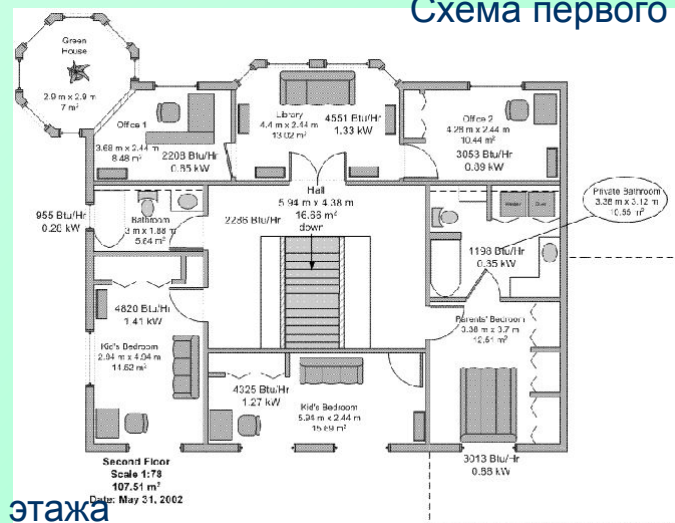 Схема первого
Green
House
2.9 m x 2.9 m
7 m²
Office 1
3.68 m x 2.44 m
8.48 m²
2208 Btu/Hr
0.65 kW
Library
4.4 m x 2.44 m
13.02 m²
4551 Btu/Hr
1.33 kW
Office 2
4.28 m x 2.44 m
10.44 m²
3053 Btu/Hr
0.89 kW
Private Bathroom
3.38 m x 3.12 m
10.55 m²
955 Btu/Hr
0.28 kW
Bathroom
3 m x 1.88 m
5.64 m²
2286 Btu/Hr
Hall
5.94 m x 4.38 m
16.66 m²
down
1198 Btu/Hr
0.35 kW
4820 Btu/Hr
1.41 kW
Kid's Bedroom
2.94 m x 4.94 m
14.62 m²
4325 Btu/Hr
1.27 kW
Kid's Bedroom
5.94 m x 2.44 m
15.69 m²
Parents' Bedroom
3.38 m x 3.7 m
12.51 m²
3013 Btu/Hr
0.88 kW
Second Floor
Scale 1:78
107.51 m²
Date: May 31, 2002
этажа